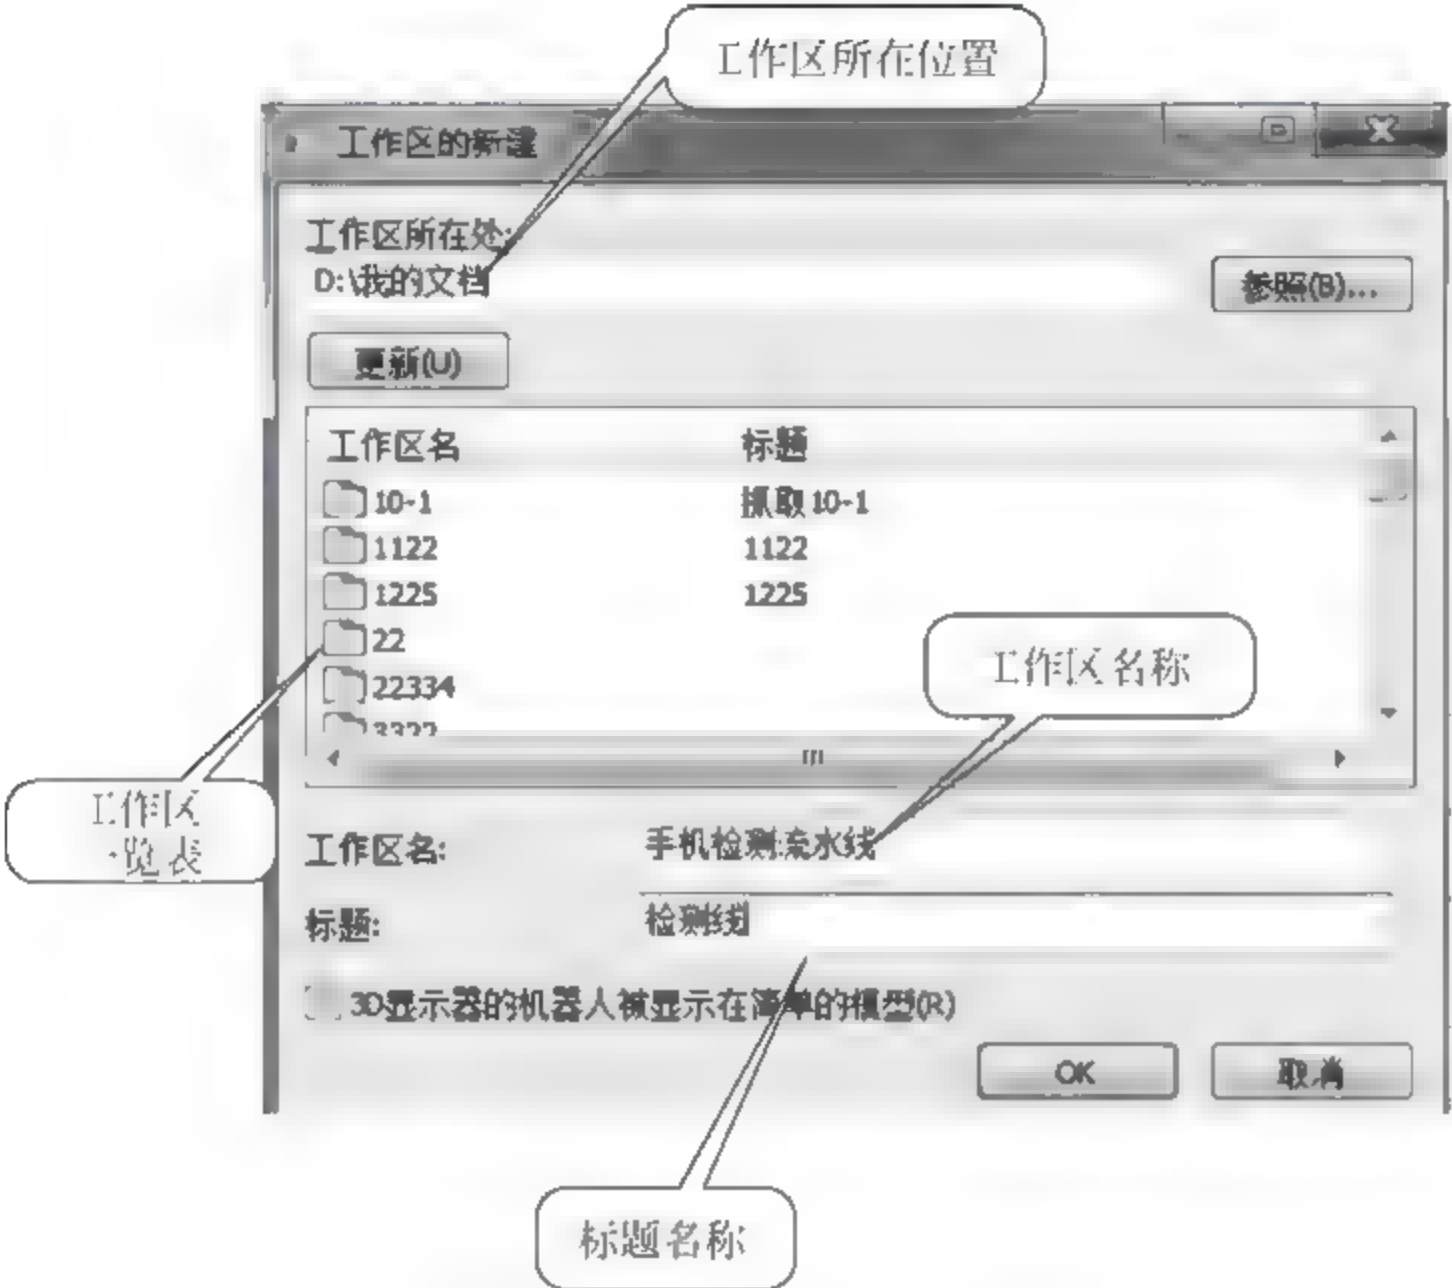 工作区所在位置
工作区的新建
工作区所在处:
D:\我的文档
参照(B)...
更新(U)
工作区名 标题
10-1 抓取10-1
1122 1122
1225 1225
22
22334
3322
工作区名称
工作区
一览表
工作区名: 手机检测流水线
标题: 检测线
3D显示器的机器人被显示在简单的模型(R)
OK 取消
标题名称